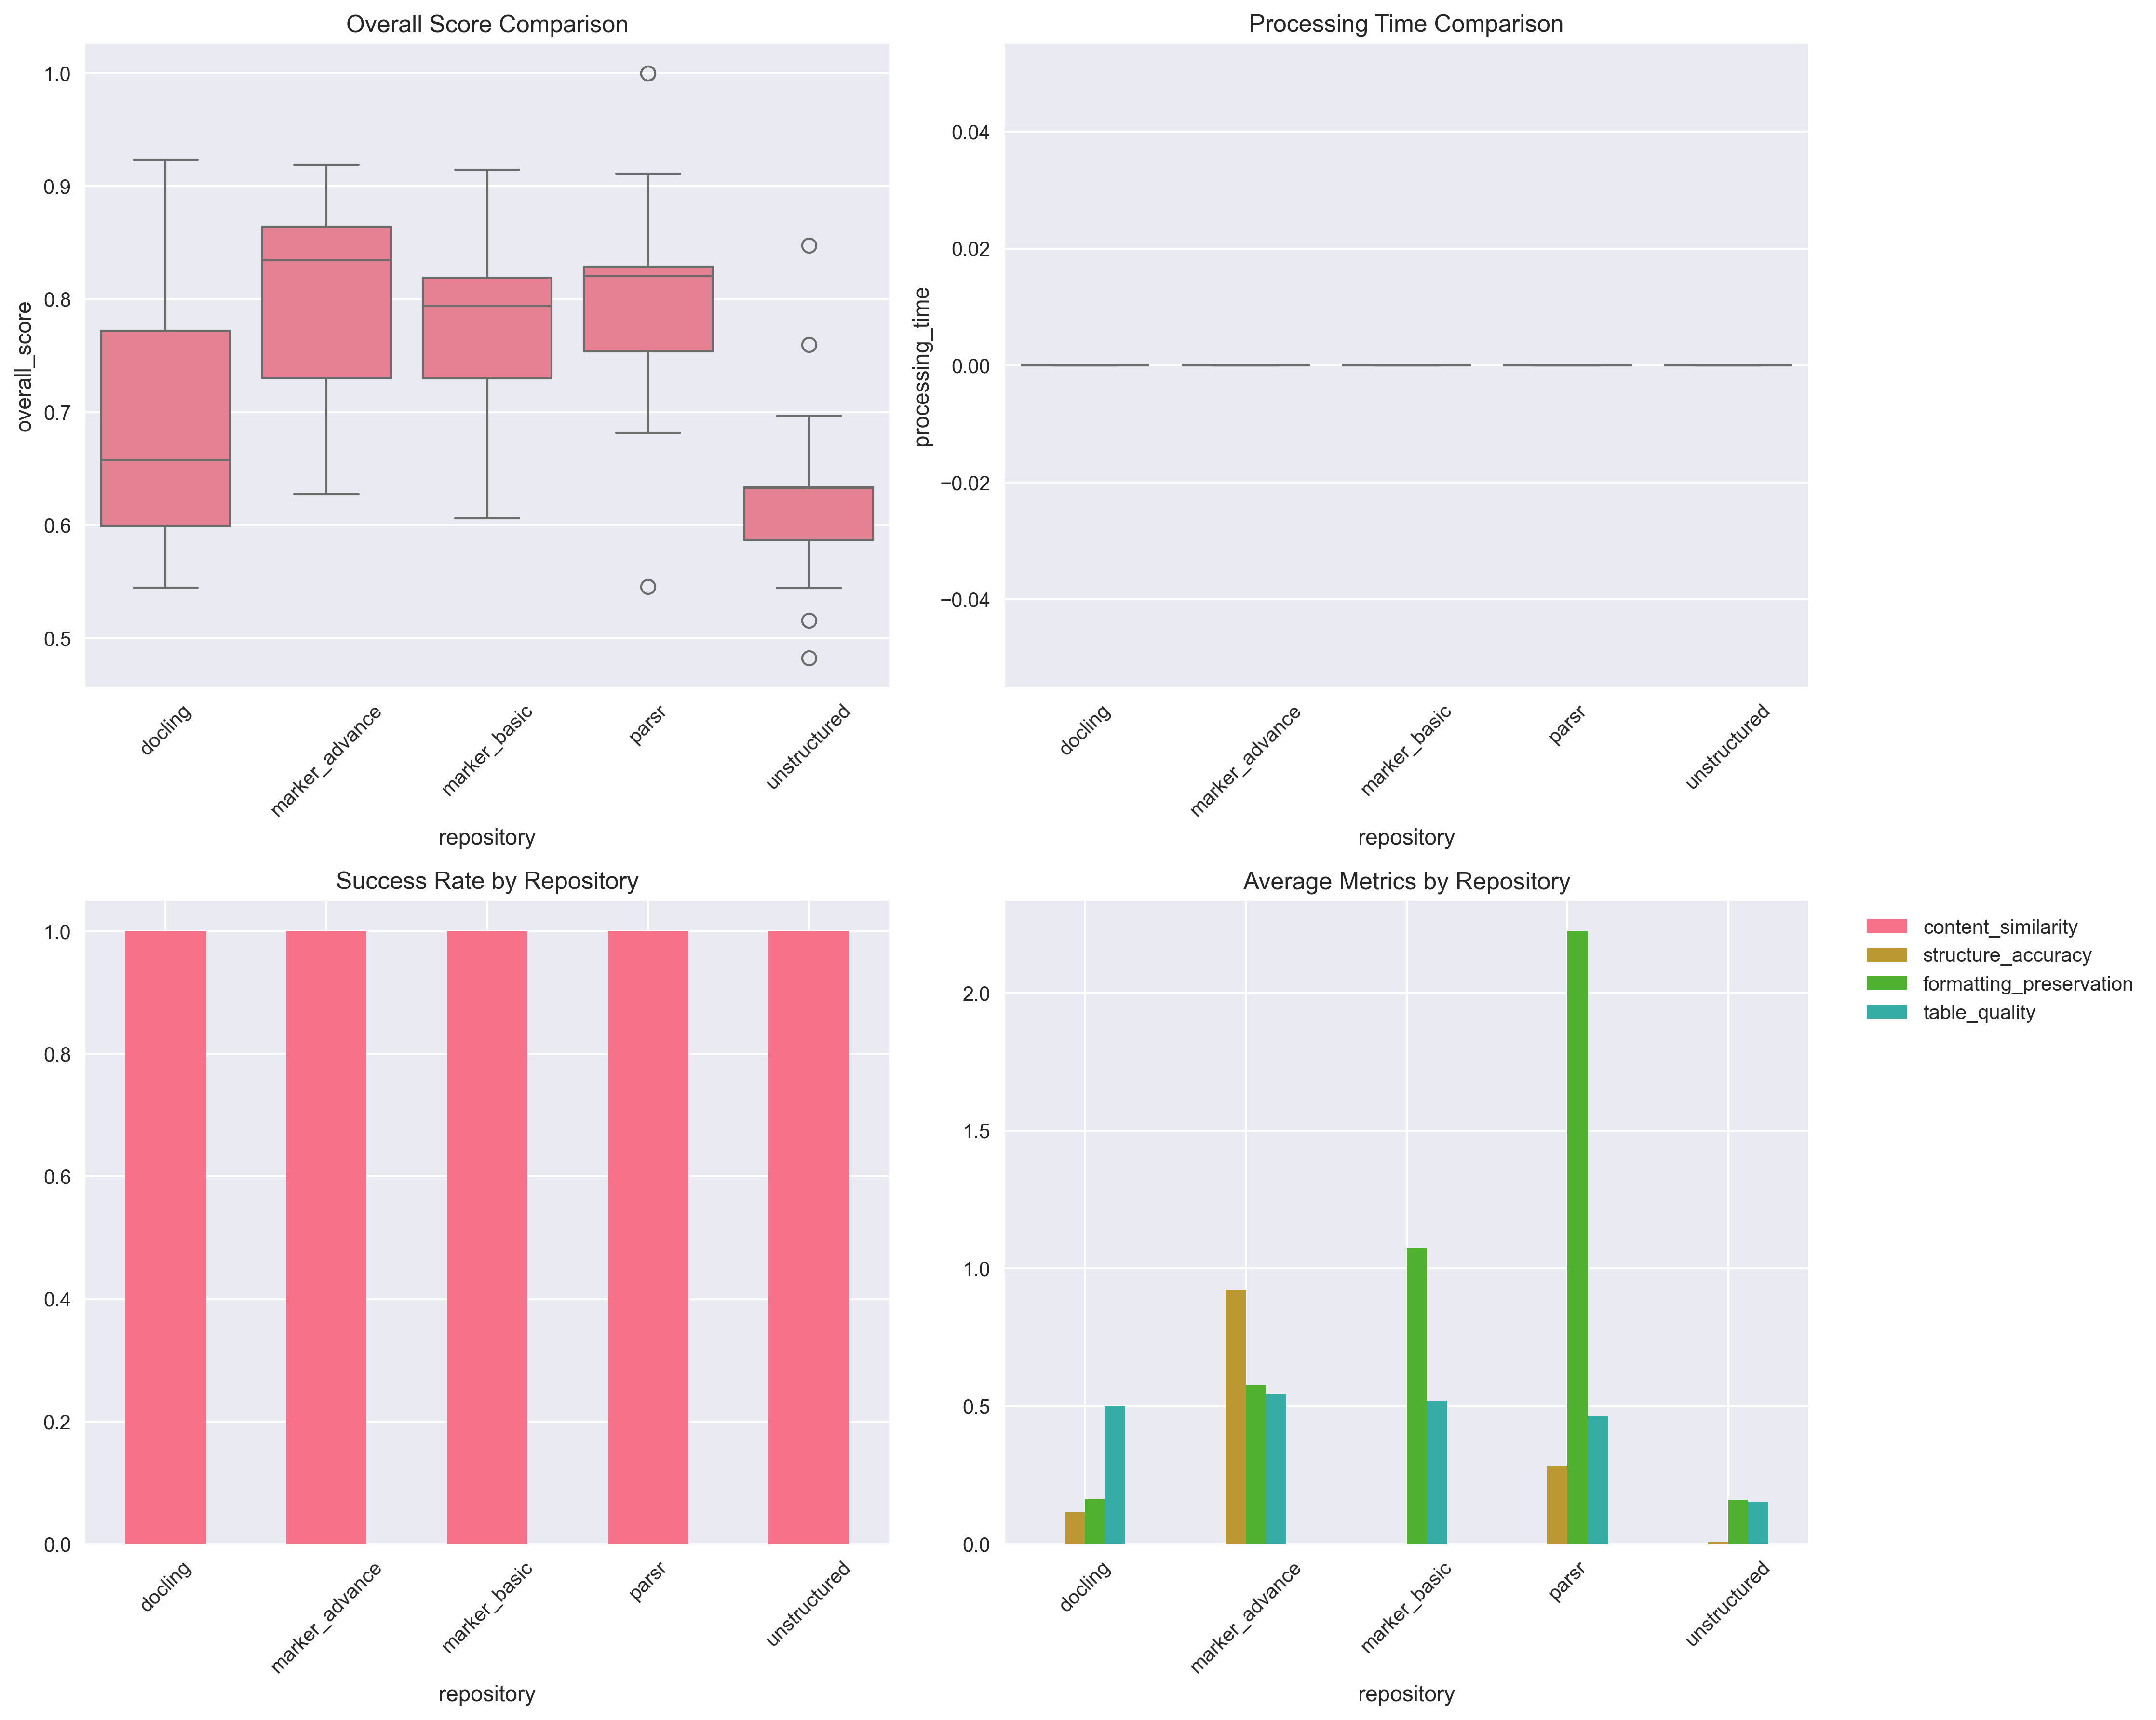 Overall Score Comparison
1.0
0.9
0.8
0.7
0.6
0.5
overall_score
docling
marker_advance
marker_basic
parsr
unstructured
repository
Processing Time Comparison
0.04
0.02
0.00
−0.02
−0.04
processing_time
docling
marker_advance
marker_basic
parsr
unstructured
repository
Success Rate by Repository
1.0
0.8
0.6
0.4
0.2
0.0
docling
marker_advance
marker_basic
parsr
unstructured
repository
Average Metrics by Repository
2.0
1.5
1.0
0.5
0.0
docling
marker_advance
marker_basic
parsr
unstructured
repository
content_similarity
structure_accuracy
formatting_preservation
table_quality